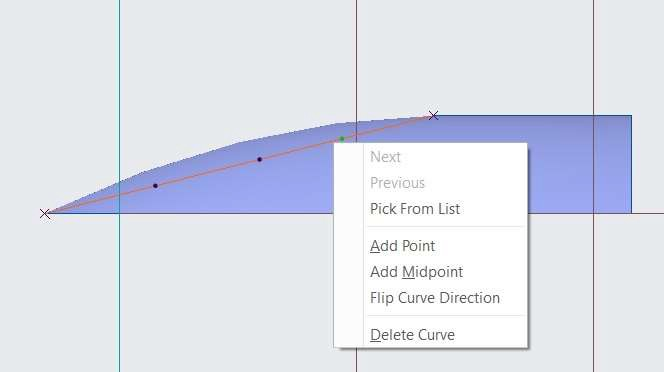 Next
Previous
Pick From List
Add Point
Add Midpoint
Flip Curve Direction
Delete Curve